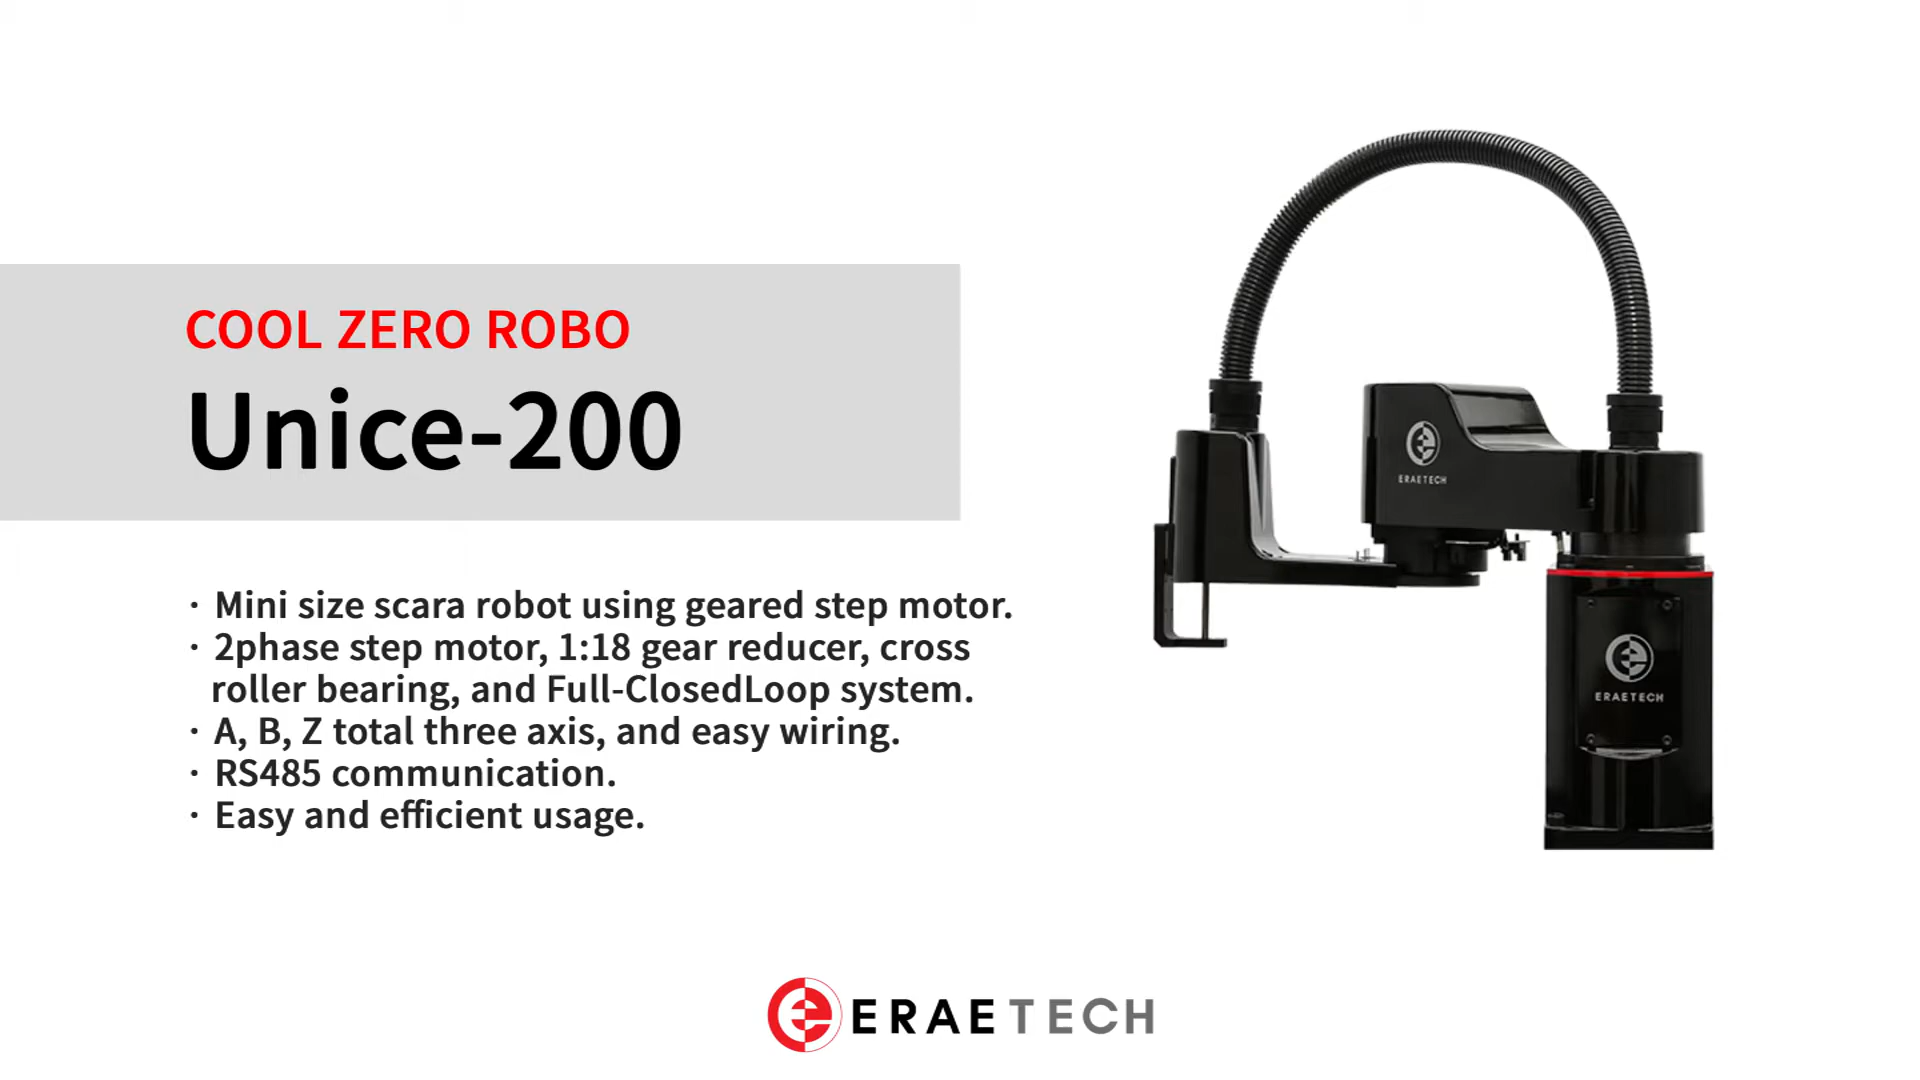 COOL ZERO ROBO
Unice-200
· Mini size scara robot using geared step motor.
· 2phase step motor, 1:18 gear reducer, cross
roller bearing, and Full-ClosedLoop system.
· A, B, Z total three axis, and easy wiring.
· RS485 communication.
· Easy and efficient usage.
ERAETECH
ERAETECH
ERAETECH